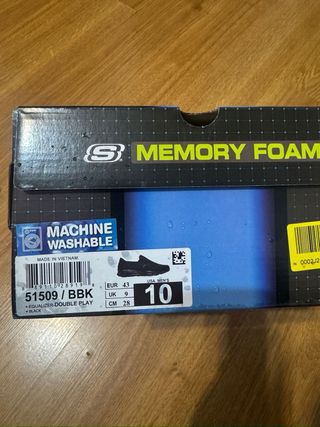 S MEMORY FOAM
MACHINE
WASHABLE
MADE IN VIETNAM
51509 / BBK
• EQUALIZER-DOUBLE PLAY
• BLACK
EUR 43
UK 9
CM 28
USA MEN'S
10